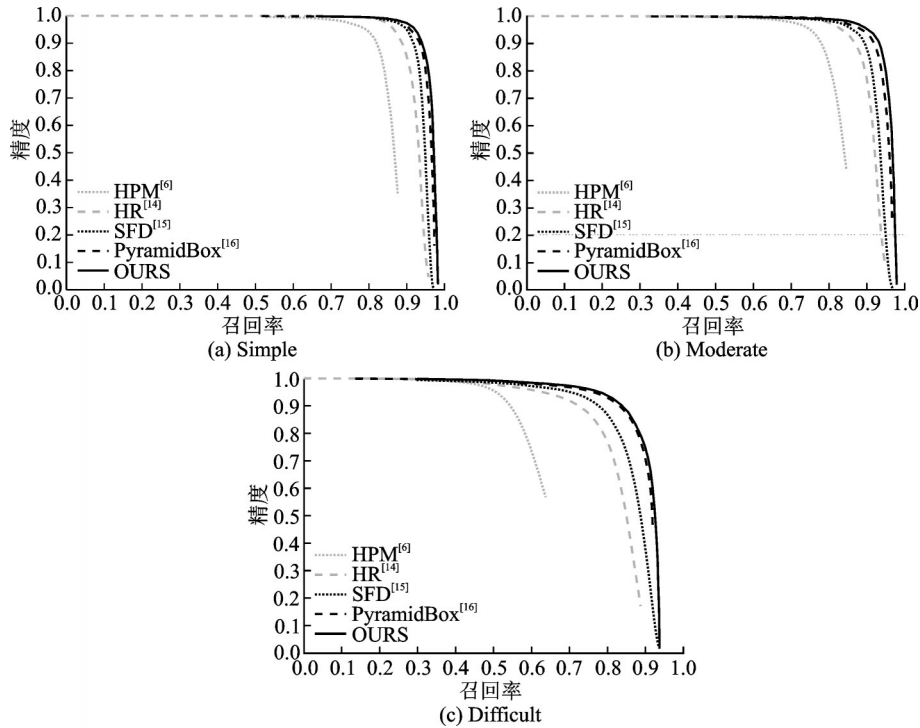 1.0
0.9
0.8
0.7
0.6
0.5
0.4
0.3
0.2
0.1
0.0
精度
HPM[6]
HR[14]
SFD[15]
PyramidBox[16]
OURS
0.0 0.1 0.2 0.3 0.4 0.5 0.6 0.7 0.8 0.9 1.0
召回率
(a) Simple
1.0
0.9
0.8
0.7
0.6
0.5
0.4
0.3
0.2
0.1
0.0
精度
HPM[6]
HR[14]
SFD[15]
PyramidBox[16]
OURS
0.0 0.1 0.2 0.3 0.4 0.5 0.6 0.7 0.8 0.9 1.0
召回率
(b) Moderate
1.0
0.9
0.8
0.7
0.6
0.5
0.4
0.3
0.2
0.1
0.0
精度
HPM[6]
HR[14]
SFD[15]
PyramidBox[16]
OURS
0.0 0.1 0.2 0.3 0.4 0.5 0.6 0.7 0.8 0.9 1.0
召回率
(c) Difficult